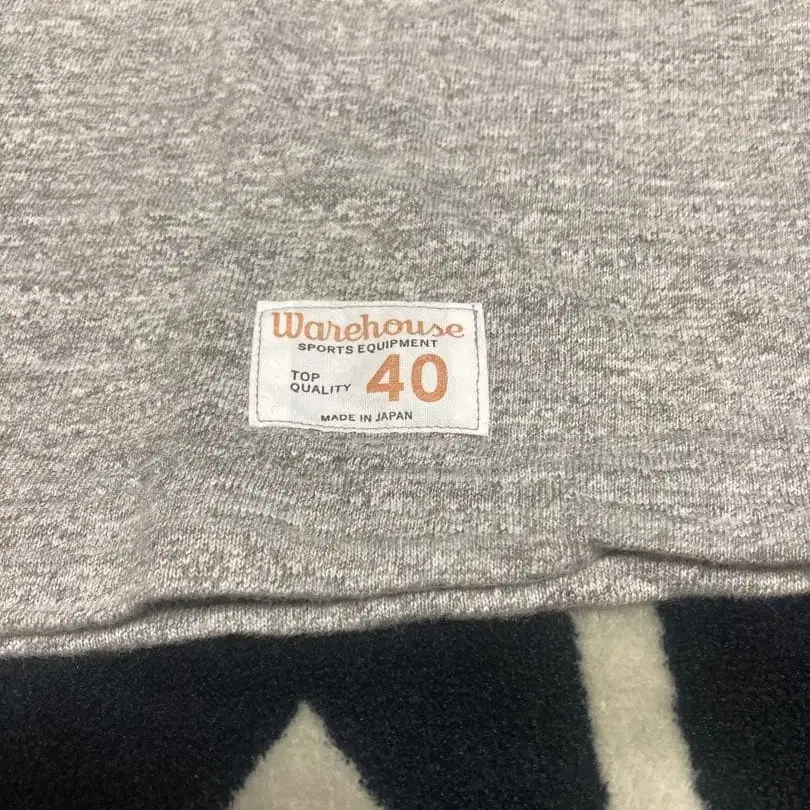 Warehouse
SPORTS EQUIPMENT
TOP
QUALITY 40
MADE IN JAPAN